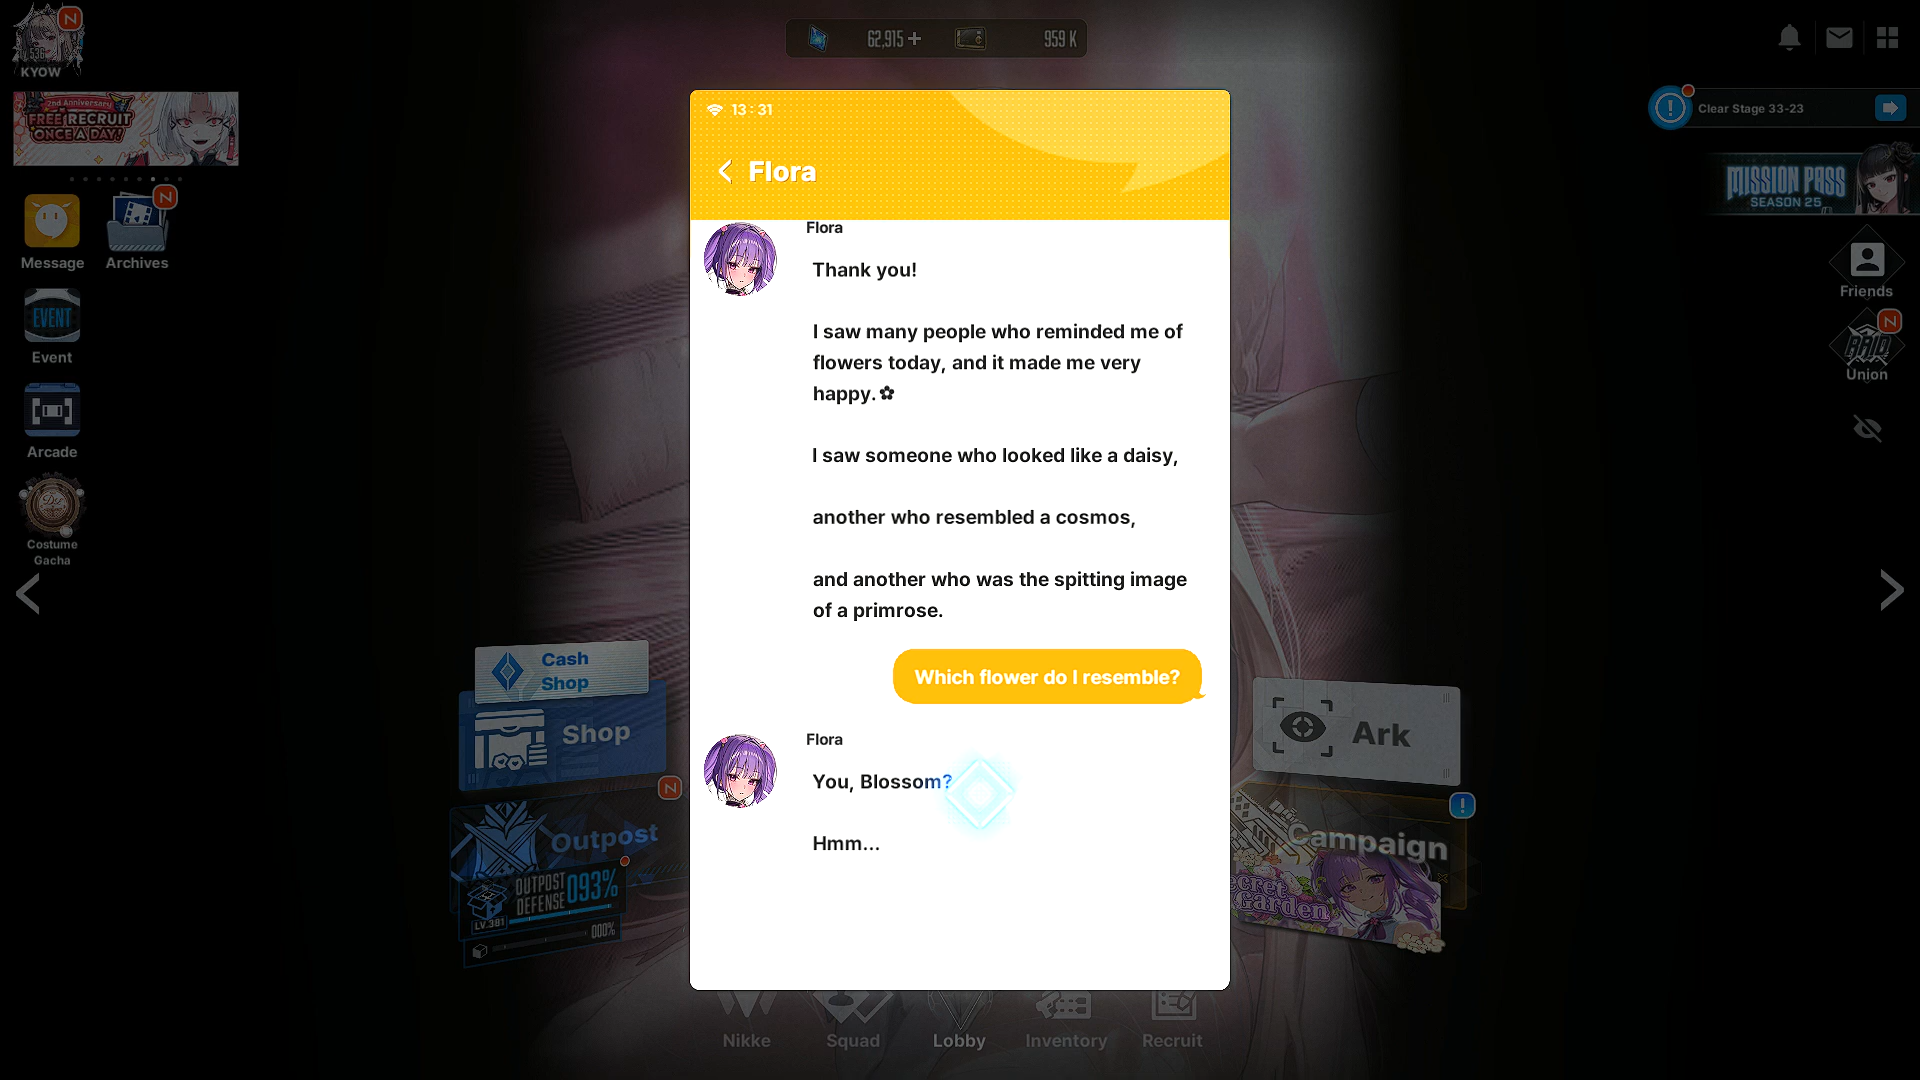 LV.536
KYOW
62,915
959 K
2nd Anniversary
FREE RECRUIT
ONCE A DAY!
Message
Archives
Event
EVENT
Arcade
Costume
Gacha
Clear Stage 33-23
MISSION PASS
SEASON 25
Friends
RAID
Union
13 : 31
Flora
Flora
Thank you!
I saw many people who reminded me of
flowers today, and it made me very
happy.✿
I saw someone who looked like a daisy,
another who resembled a cosmos,
and another who was the spitting image
of a primrose.
Which flower do I resemble?
Flora
You, Blossom?
Hmm...
Cash
Shop
Shop
Outpost
OUTPOST
DEFENSE 093%
LV.381
000%
Ark
Campaign
Secret
Garden
Nikke
Squad
Lobby
Inventory
Recruit